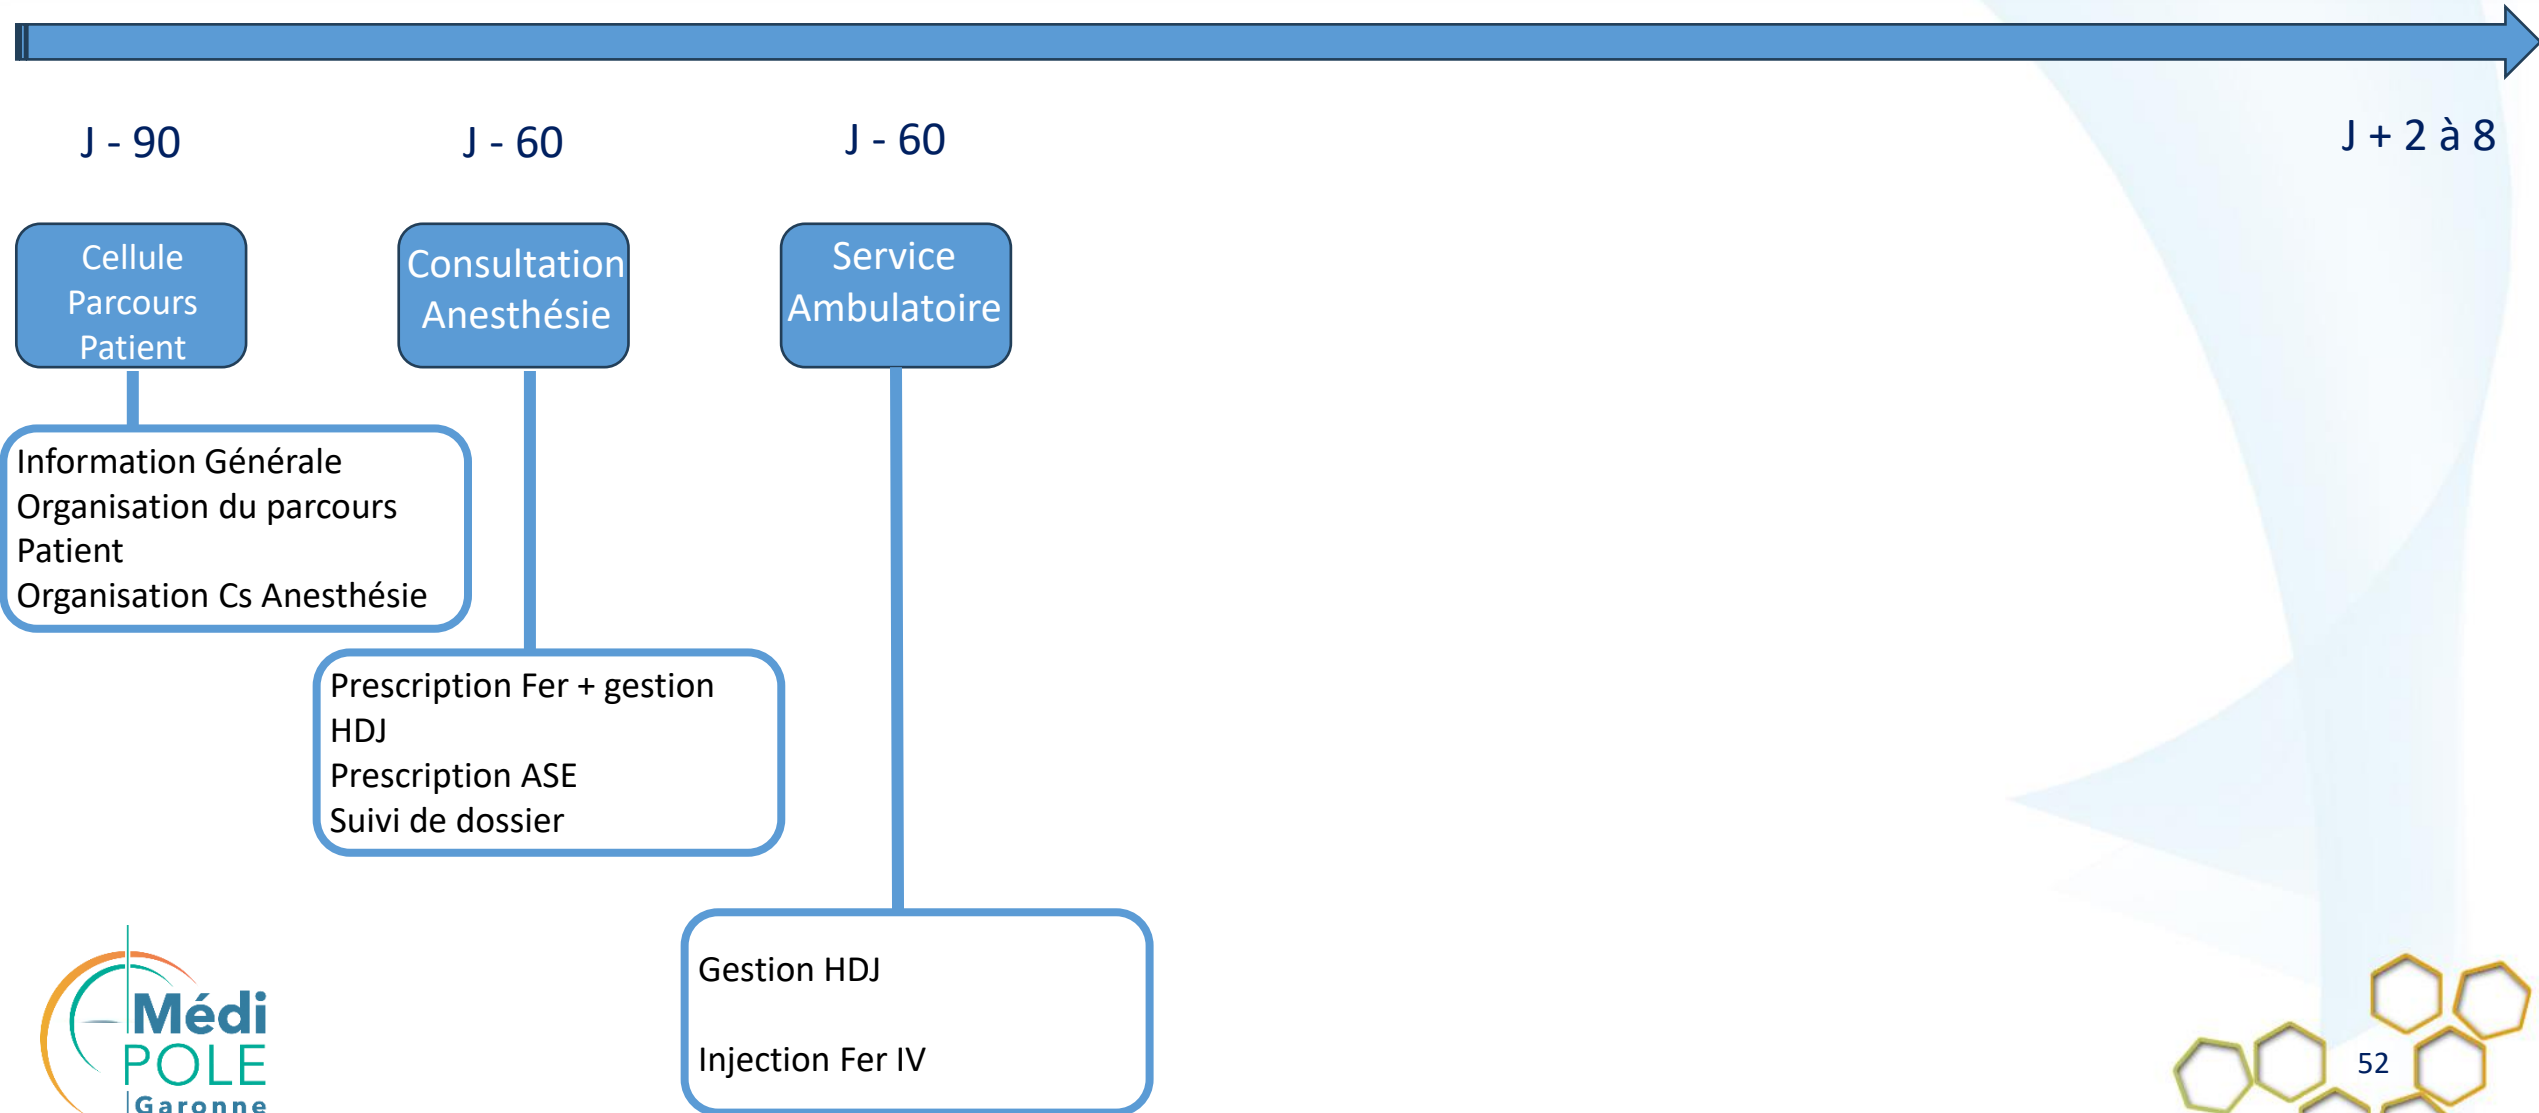 J - 90
J - 60
J - 60
J + 2 à 8
Cellule
Parcours
Patient
Consultation
Anesthésie
Service
Ambulatoire
Information Générale
Organisation du parcours
Patient
Organisation Cs Anesthésie
Prescription Fer + gestion
HDJ
Prescription ASE
Suivi de dossier
Gestion HDJ
Injection Fer IV
Médi
POLE
Garonne
52